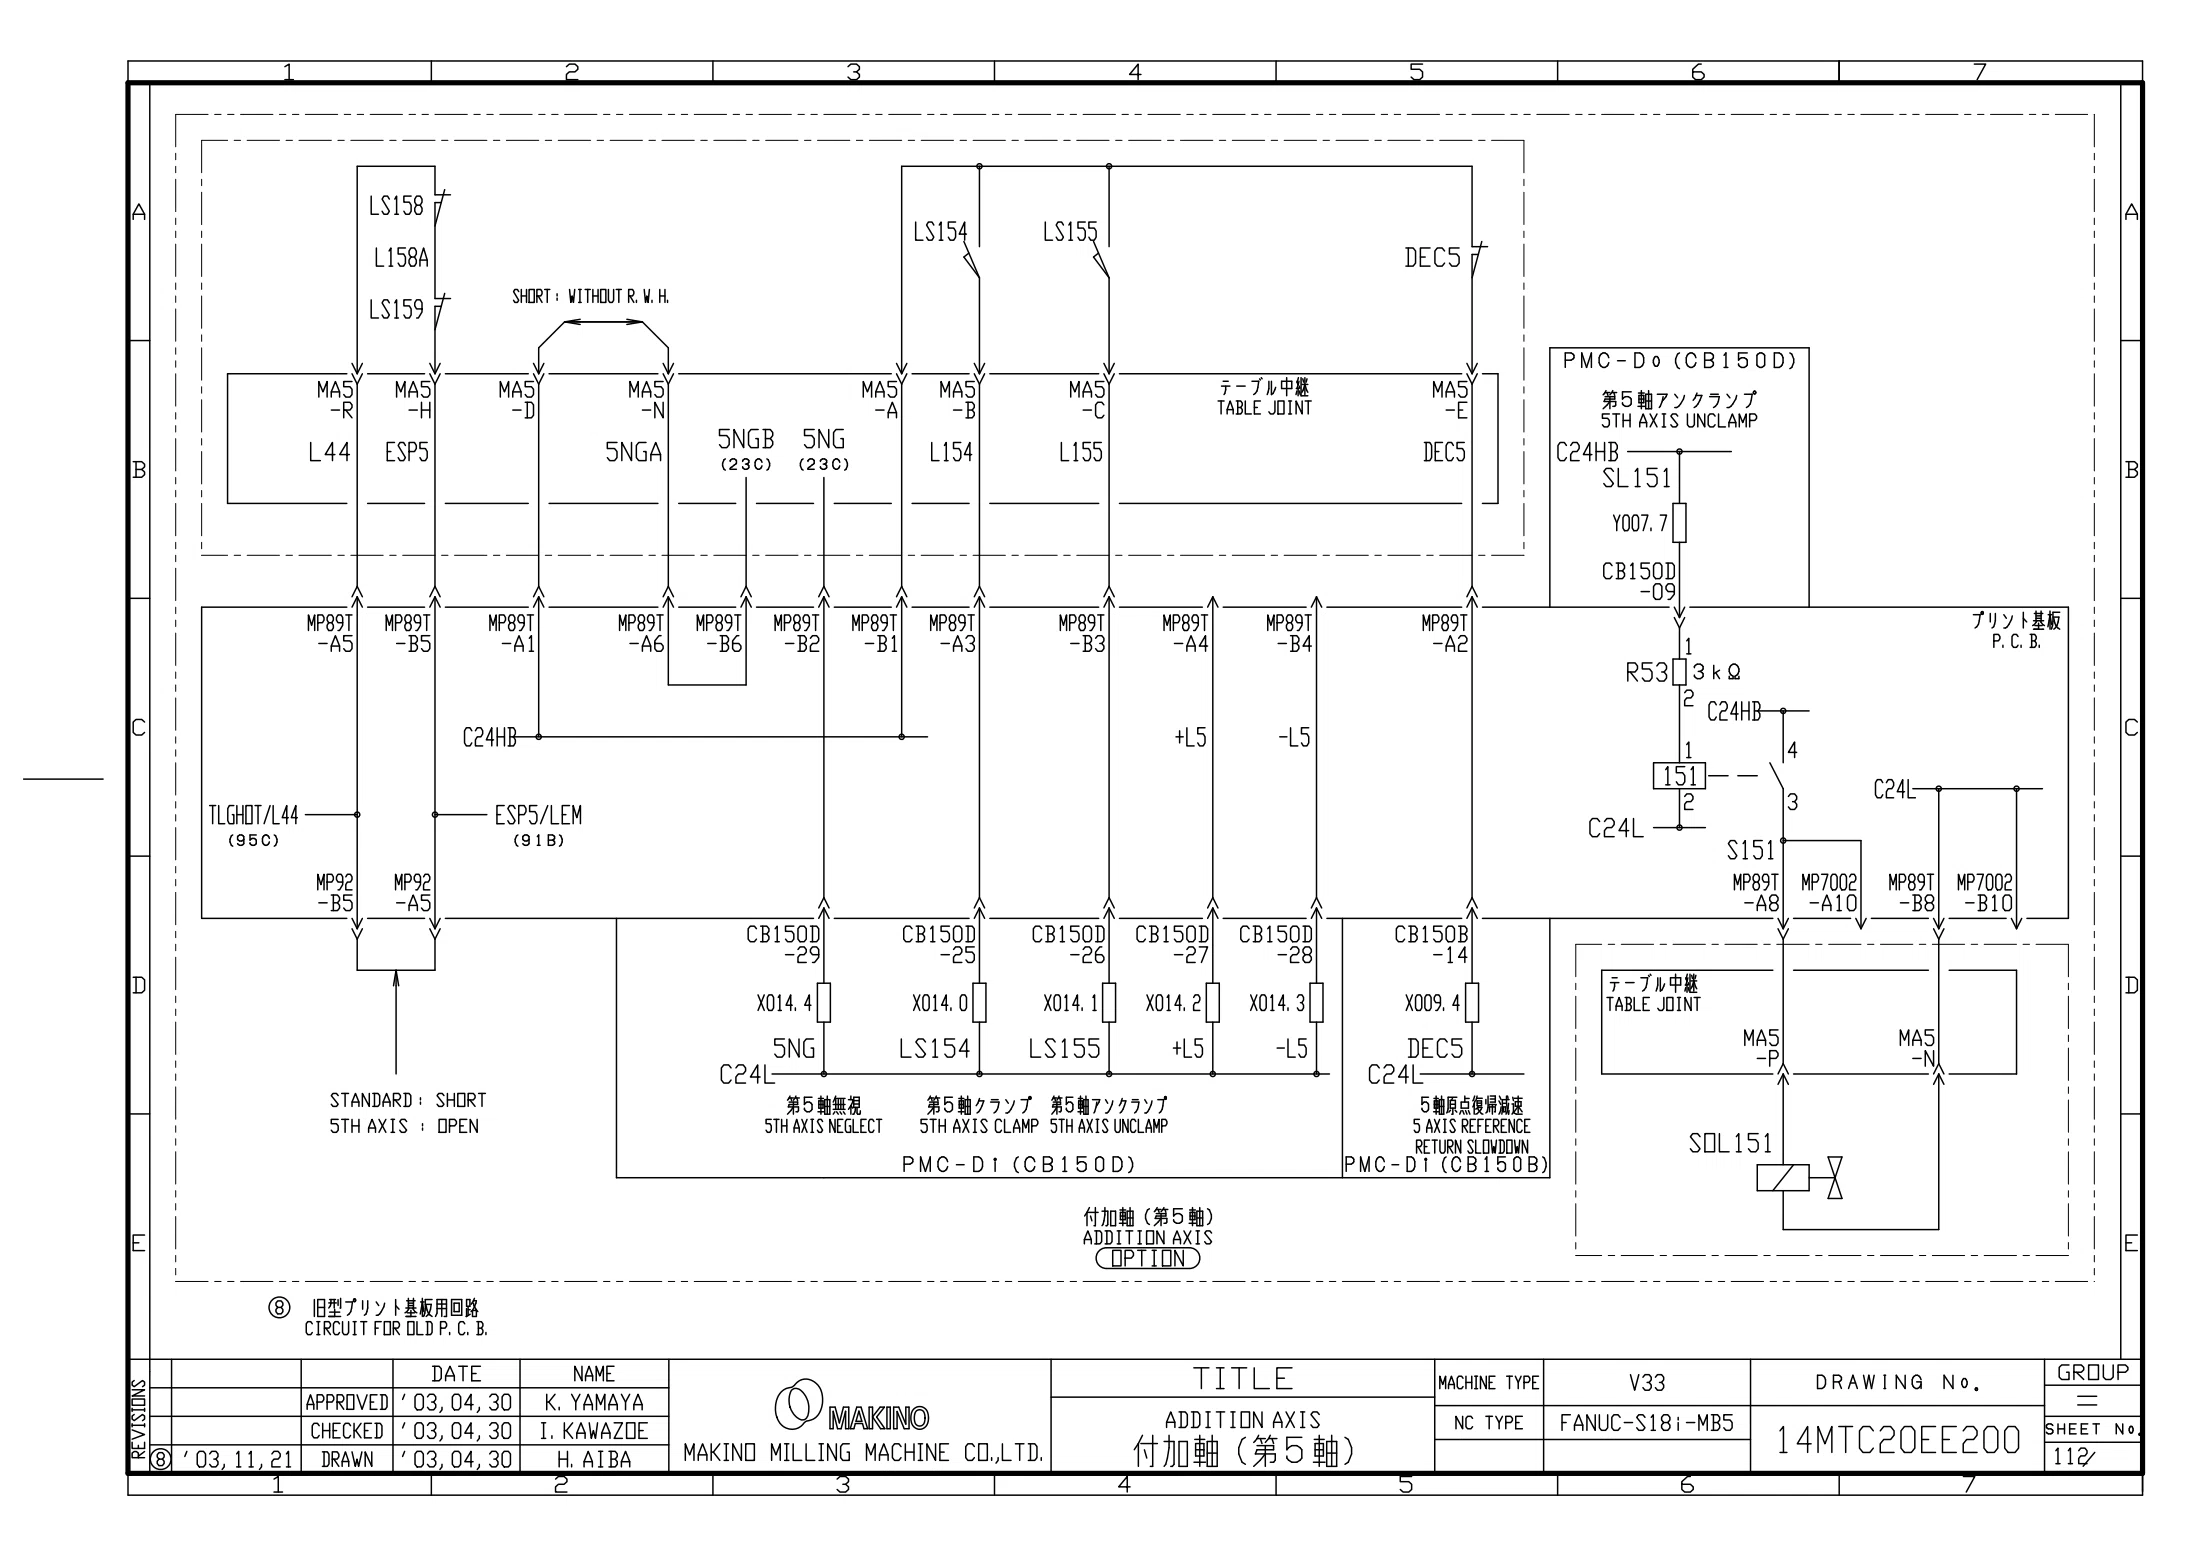 1 2 3 4 5 6 7
A A
LS158
L158A
LS159
SHORT: WITHOUT R. W. H.
LS154
LS155
DEC5
B B
MA5 -R
MA5 -H
MA5 -D
MA5 -N
MA5 -A
MA5 -B
MA5 -C
テーブル中継
TABLE JOINT
MA5 -E
L44
ESP5
5NGA
5NGB
(23C)
5NG
(23C)
L154
L155
DEC5
PMC-Do (CB150D)
第5軸アンクランプ
5TH AXIS UNCLAMP
C24HB
SL151
Y007. 7
CB150D
-09
C C
MP89T -A5
MP89T -B5
MP89T -A1
MP89T -A6
MP89T -B6
MP89T -B2
MP89T -B1
MP89T -A3
MP89T -B3
MP89T -A4
MP89T -B4
MP89T -A2
プリント基板
P. C. B.
1
R53 3kΩ
2
C24HB
C24HB
+L5
-L5
1 4
151
2 3
C24L
C24L
TLGHOT/L44
(95C)
ESP5/LEM
(91B)
S151
MP92 -B5
MP92 -A5
MP89T -A8
MP7002 -A10
MP89T -B8
MP7002 -B10
D D
CB150D -29
CB150D -25
CB150D -26
CB150D -27
CB150D -28
CB150B -14
X014. 4
X014. 0
X014. 1
X014. 2
X014. 3
X009. 4
5NG
LS154
LS155
+L5
-L5
DEC5
C24L
C24L
テーブル中継
TABLE JOINT
MA5 -P
MA5 -N
STANDARD: SHORT
5TH AXIS : OPEN
第5軸無視
5TH AXIS NEGLECT
第5軸クランプ
5TH AXIS CLAMP
第5軸アンクランプ
5TH AXIS UNCLAMP
5軸原点復帰減速
5 AXIS REFERENCE
RETURN SLOWDOWN
PMC-Di (CB150D)
PMC-Di (CB150B)
SOL151
E E
付加軸 (第5軸)
ADDITION AXIS
OPTION
⑧ 旧型プリント基板用回路
CIRCUIT FOR OLD P. C. B.
REVISIONS
⑧ '03, 11, 21
DATE NAME
APPROVED '03, 04, 30 K. YAMAYA
CHECKED '03, 04, 30 I. KAWAZOE
DRAWN '03, 04, 30 H. AIBA
MAKINO
MAKINO MILLING MACHINE CO.,LTD.
TITLE
ADDITION AXIS
付加軸 (第5軸)
MACHINE TYPE V33
NC TYPE FANUC-S18i-MB5
DRAWING No.
14MTC20EE200
GROUP
=
SHEET No.
112/
1 2 3 4 5 6 7